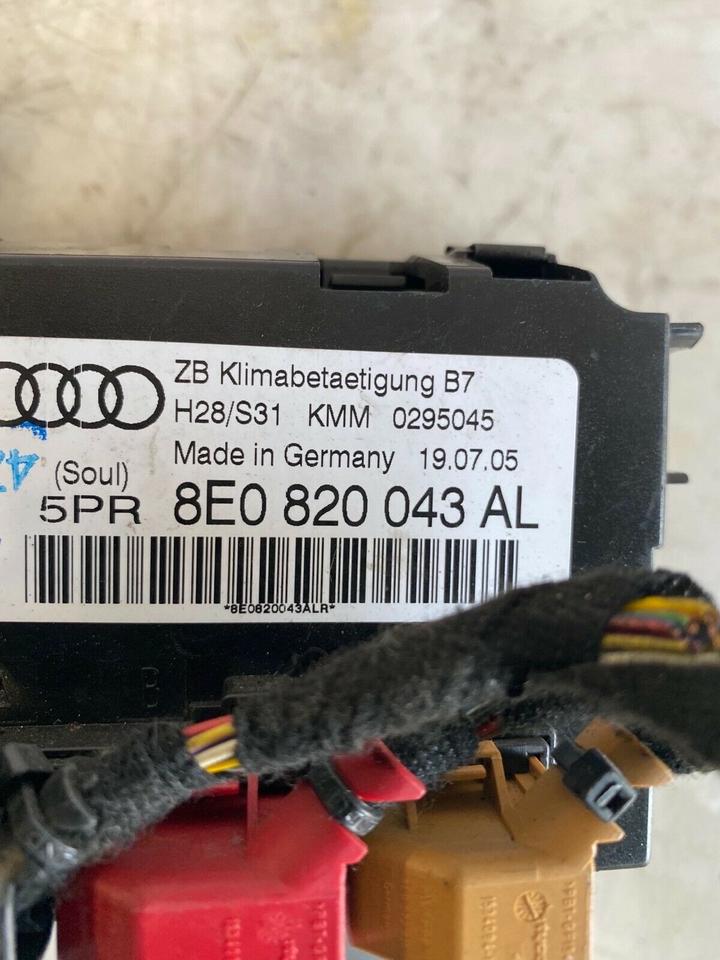 ZB Klimabetaetigung B7
H28/S31 KMM 0295045
Made in Germany 19.07.05
(Soul)
5PR 8E0 820 043 AL
*8E0820043ALR*